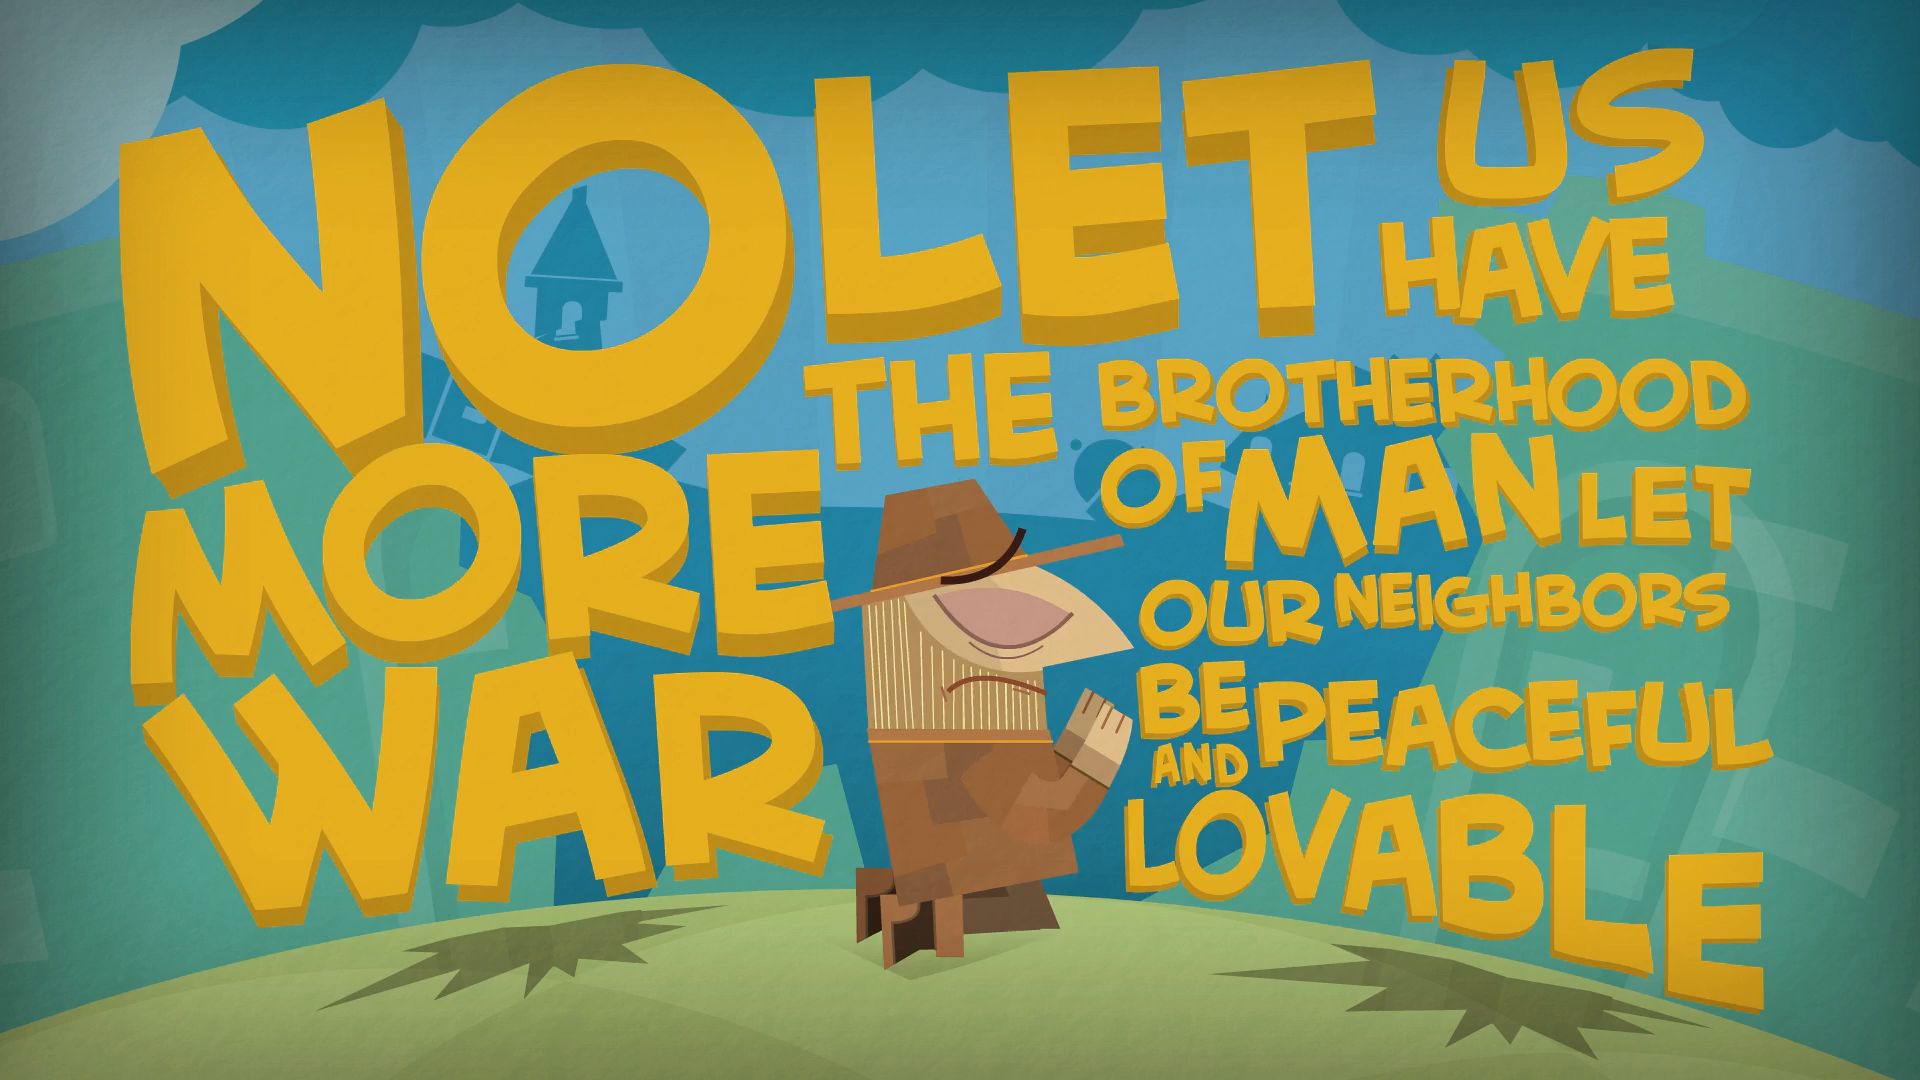 NO
MORE
WAR
LET US
HAVE
THE BROTHERHOOD
OF MAN LET
OUR NEIGHBORS
BE PEACEFUL
AND
LOVABLE